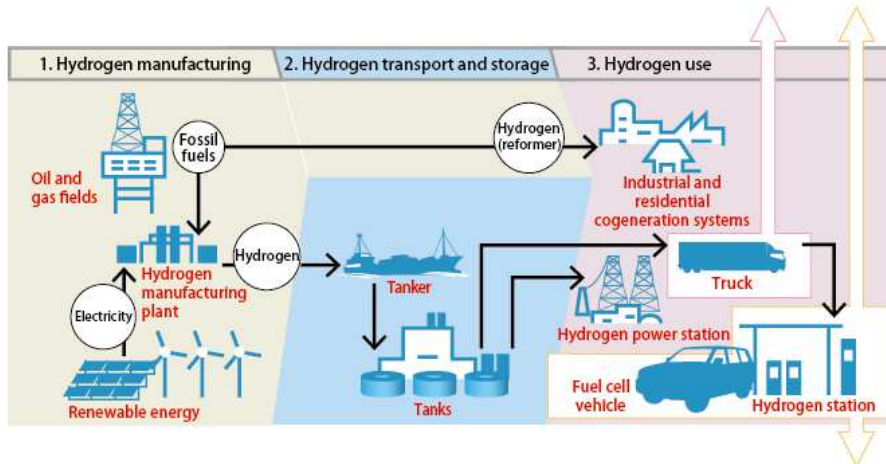 1. Hydrogen manufacturing
2. Hydrogen transport and storage
3. Hydrogen use
Fossil
fuels
Hydrogen
(reformer)
Oil and
gas fields
Industrial and
residential
cogeneration systems
Hydrogen
Hydrogen
manufacturing
plant
Tanker
Truck
Electricity
Hydrogen power station
Renewable energy
Tanks
Fuel cell
vehicle
Hydrogen station